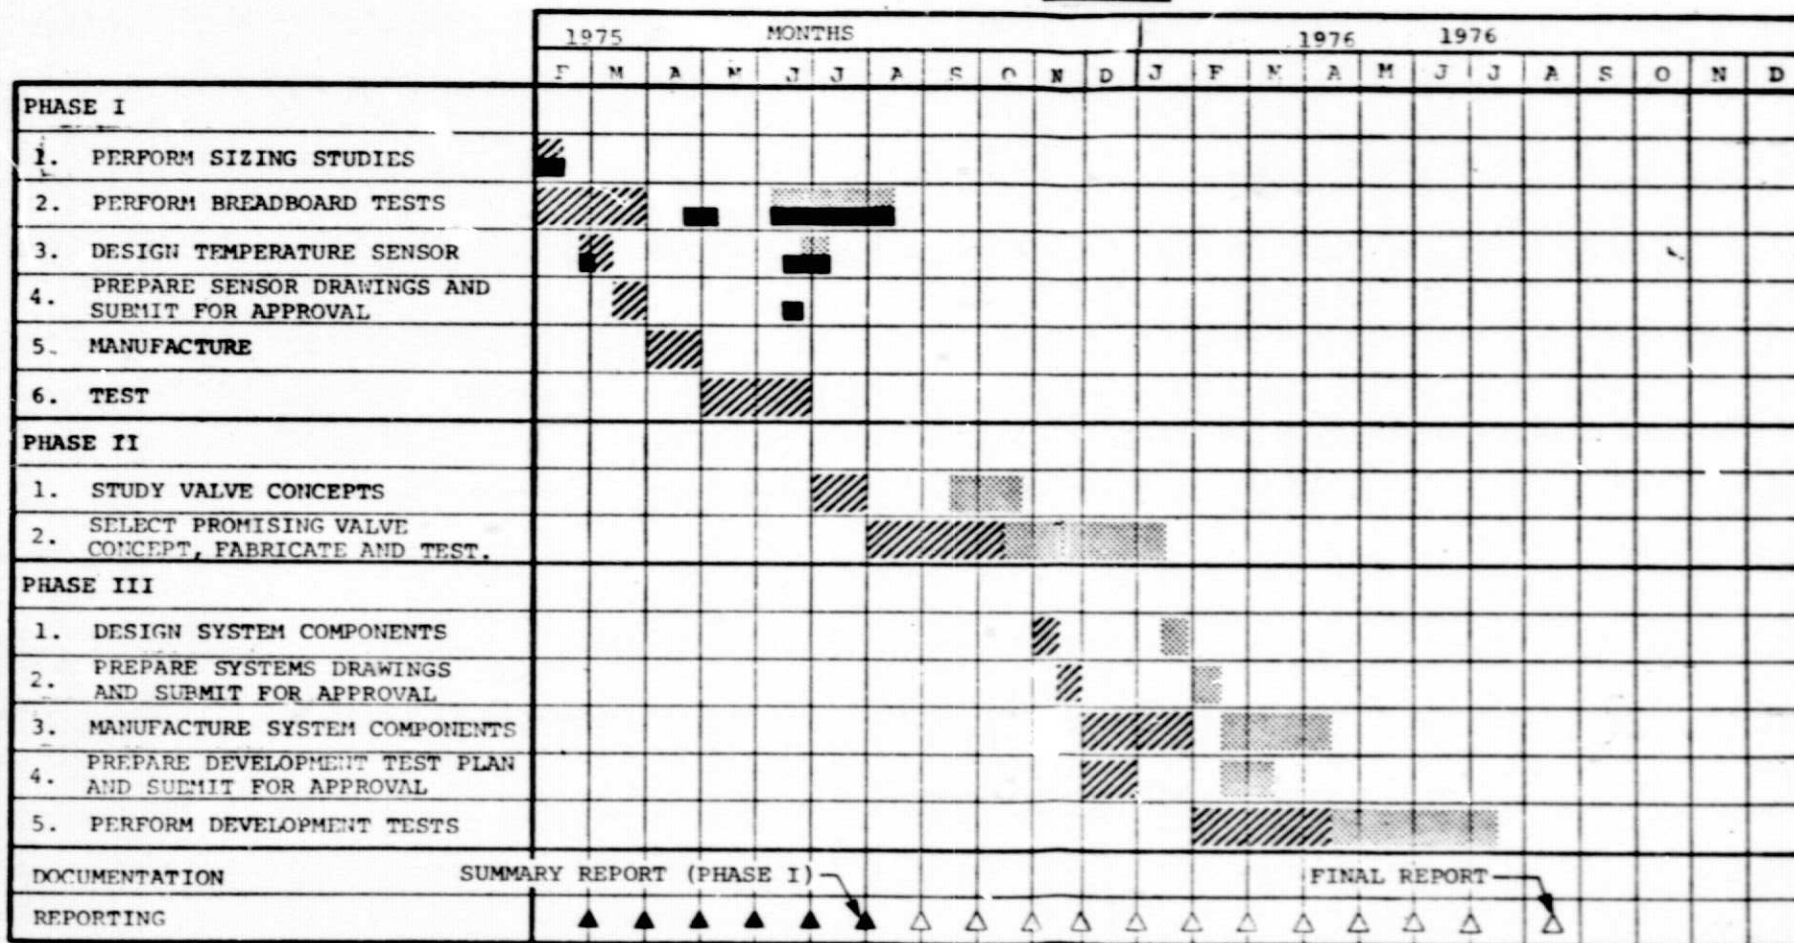 1975 MONTHS 1976 1976
F M A M J J A S O N D J F M A M J J A S O N D
PHASE I
1. PERFORM SIZING STUDIES
2. PERFORM BREADBOARD TESTS
3. DESIGN TEMPERATURE SENSOR
4. PREPARE SENSOR DRAWINGS AND
SUBMIT FOR APPROVAL
5. MANUFACTURE
6. TEST
PHASE II
1. STUDY VALVE CONCEPTS
2. SELECT PROMISING VALVE
CONCEPT, FABRICATE AND TEST.
PHASE III
1. DESIGN SYSTEM COMPONENTS
2. PREPARE SYSTEMS DRAWINGS
AND SUBMIT FOR APPROVAL
3. MANUFACTURE SYSTEM COMPONENTS
4. PREPARE DEVELOPMENT TEST PLAN
AND SUBMIT FOR APPROVAL
5. PERFORM DEVELOPMENT TESTS
DOCUMENTATION SUMMARY REPORT (PHASE I) FINAL REPORT
REPORTING